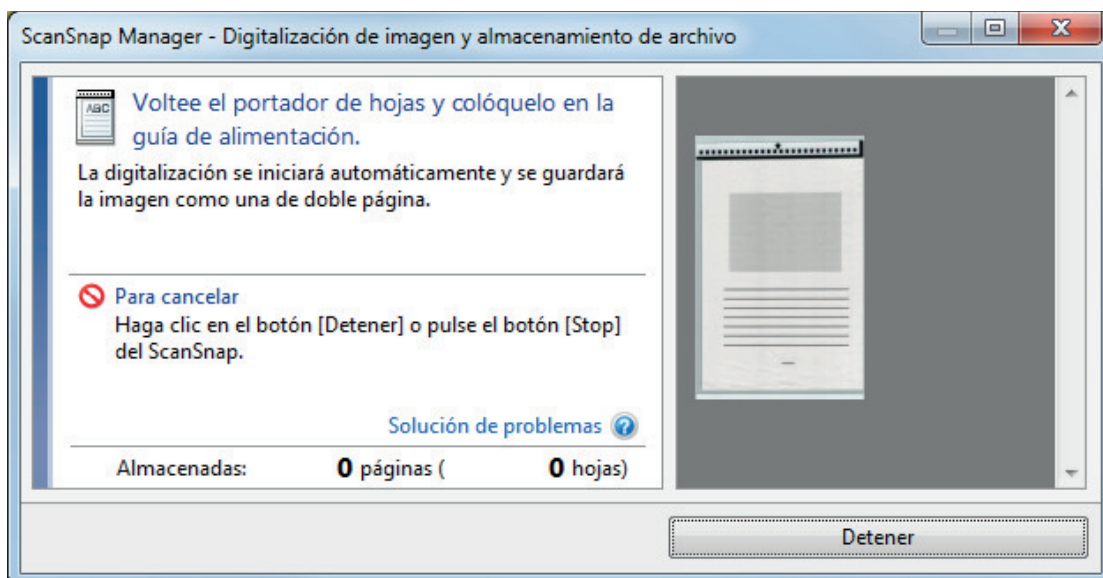 ScanSnap Manager - Digitalización de imagen y almacenamiento de archivo
ABC
Voltee el portador de hojas y colóquelo en la
guía de alimentación.
La digitalización se iniciará automáticamente y se guardará
la imagen como una de doble página.
Para cancelar
Haga clic en el botón [Detener] o pulse el botón [Stop]
del ScanSnap.
Solución de problemas ?
Almacenadas: 0 páginas ( 0 hojas)
Detener